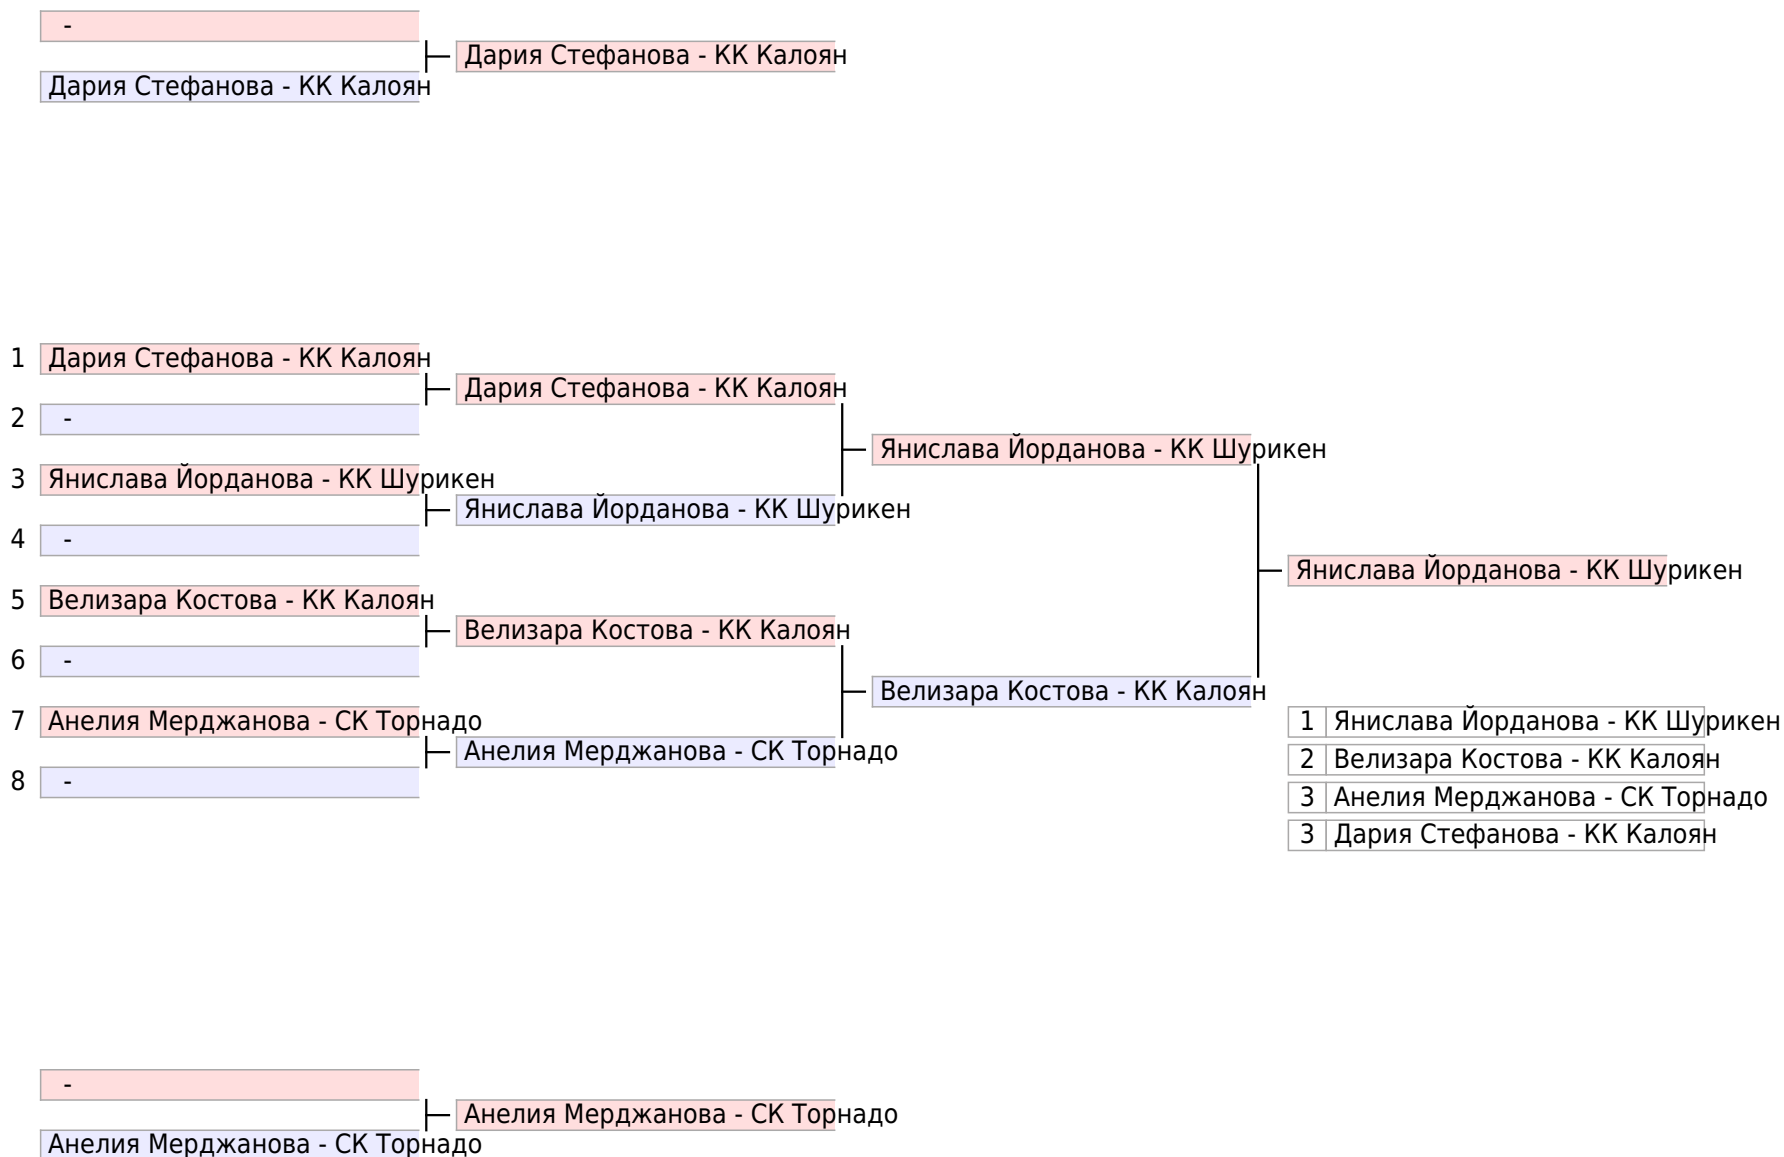 -
Дария Стефанова - КК Калоян
Дария Стефанова - КК Калоян
1 Дария Стефанова - КК Калоян
Дария Стефанова - КК Калоян
2 -
Янислава Йорданова - КК Шурикен
3 Янислава Йорданова - КК Шурикен
Янислава Йорданова - КК Шурикен
4 -
Янислава Йорданова - КК Шурикен
5 Велизара Костова - КК Калоян
Велизара Костова - КК Калоян
6 -
Велизара Костова - КК Калоян
7 Анелия Мерджанова - СК Торнадо
Анелия Мерджанова - СК Торнадо
8 -
1 Янислава Йорданова - КК Шурикен
2 Велизара Костова - КК Калоян
3 Анелия Мерджанова - СК Торнадо
3 Дария Стефанова - КК Калоян
-
Анелия Мерджанова - СК Торнадо
Анелия Мерджанова - СК Торнадо